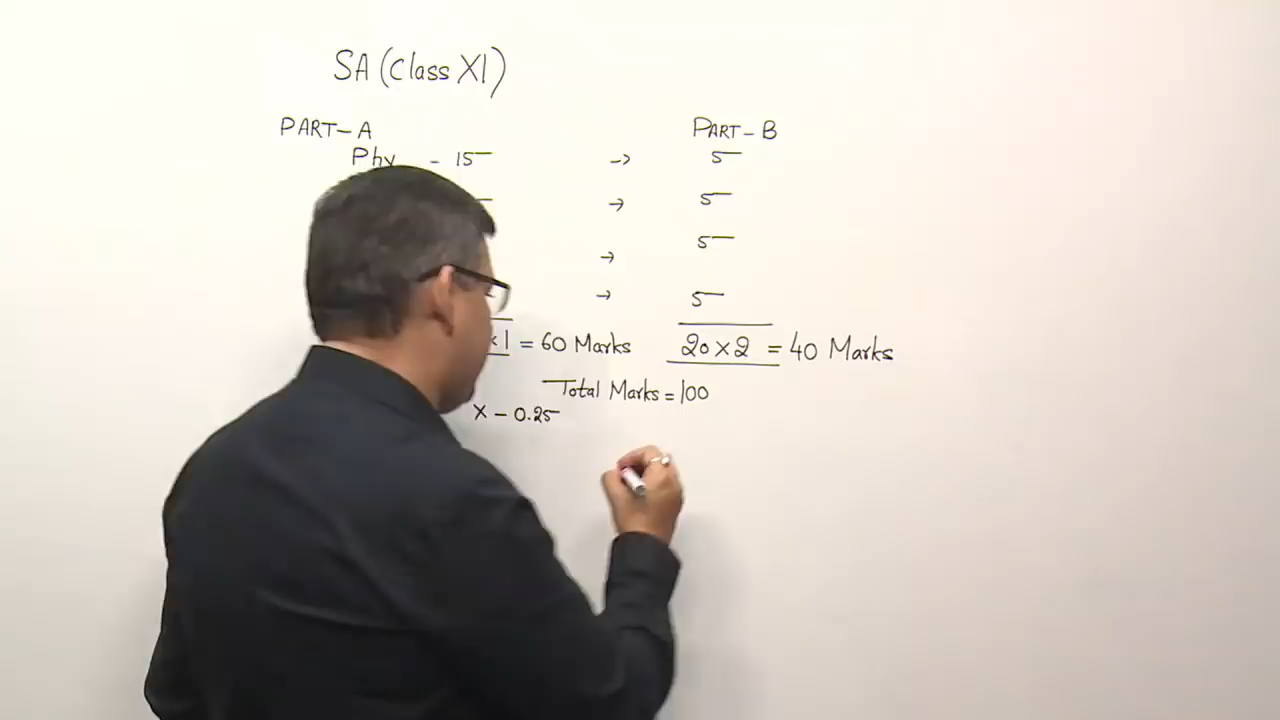 SA (Class XI)
PART-A PART-B
Phy - 15 → 5
→ 5
→ 5
→ 5
x1 = 60 Marks 20 x 2 = 40 Marks
Total Marks = 100
x - 0.25